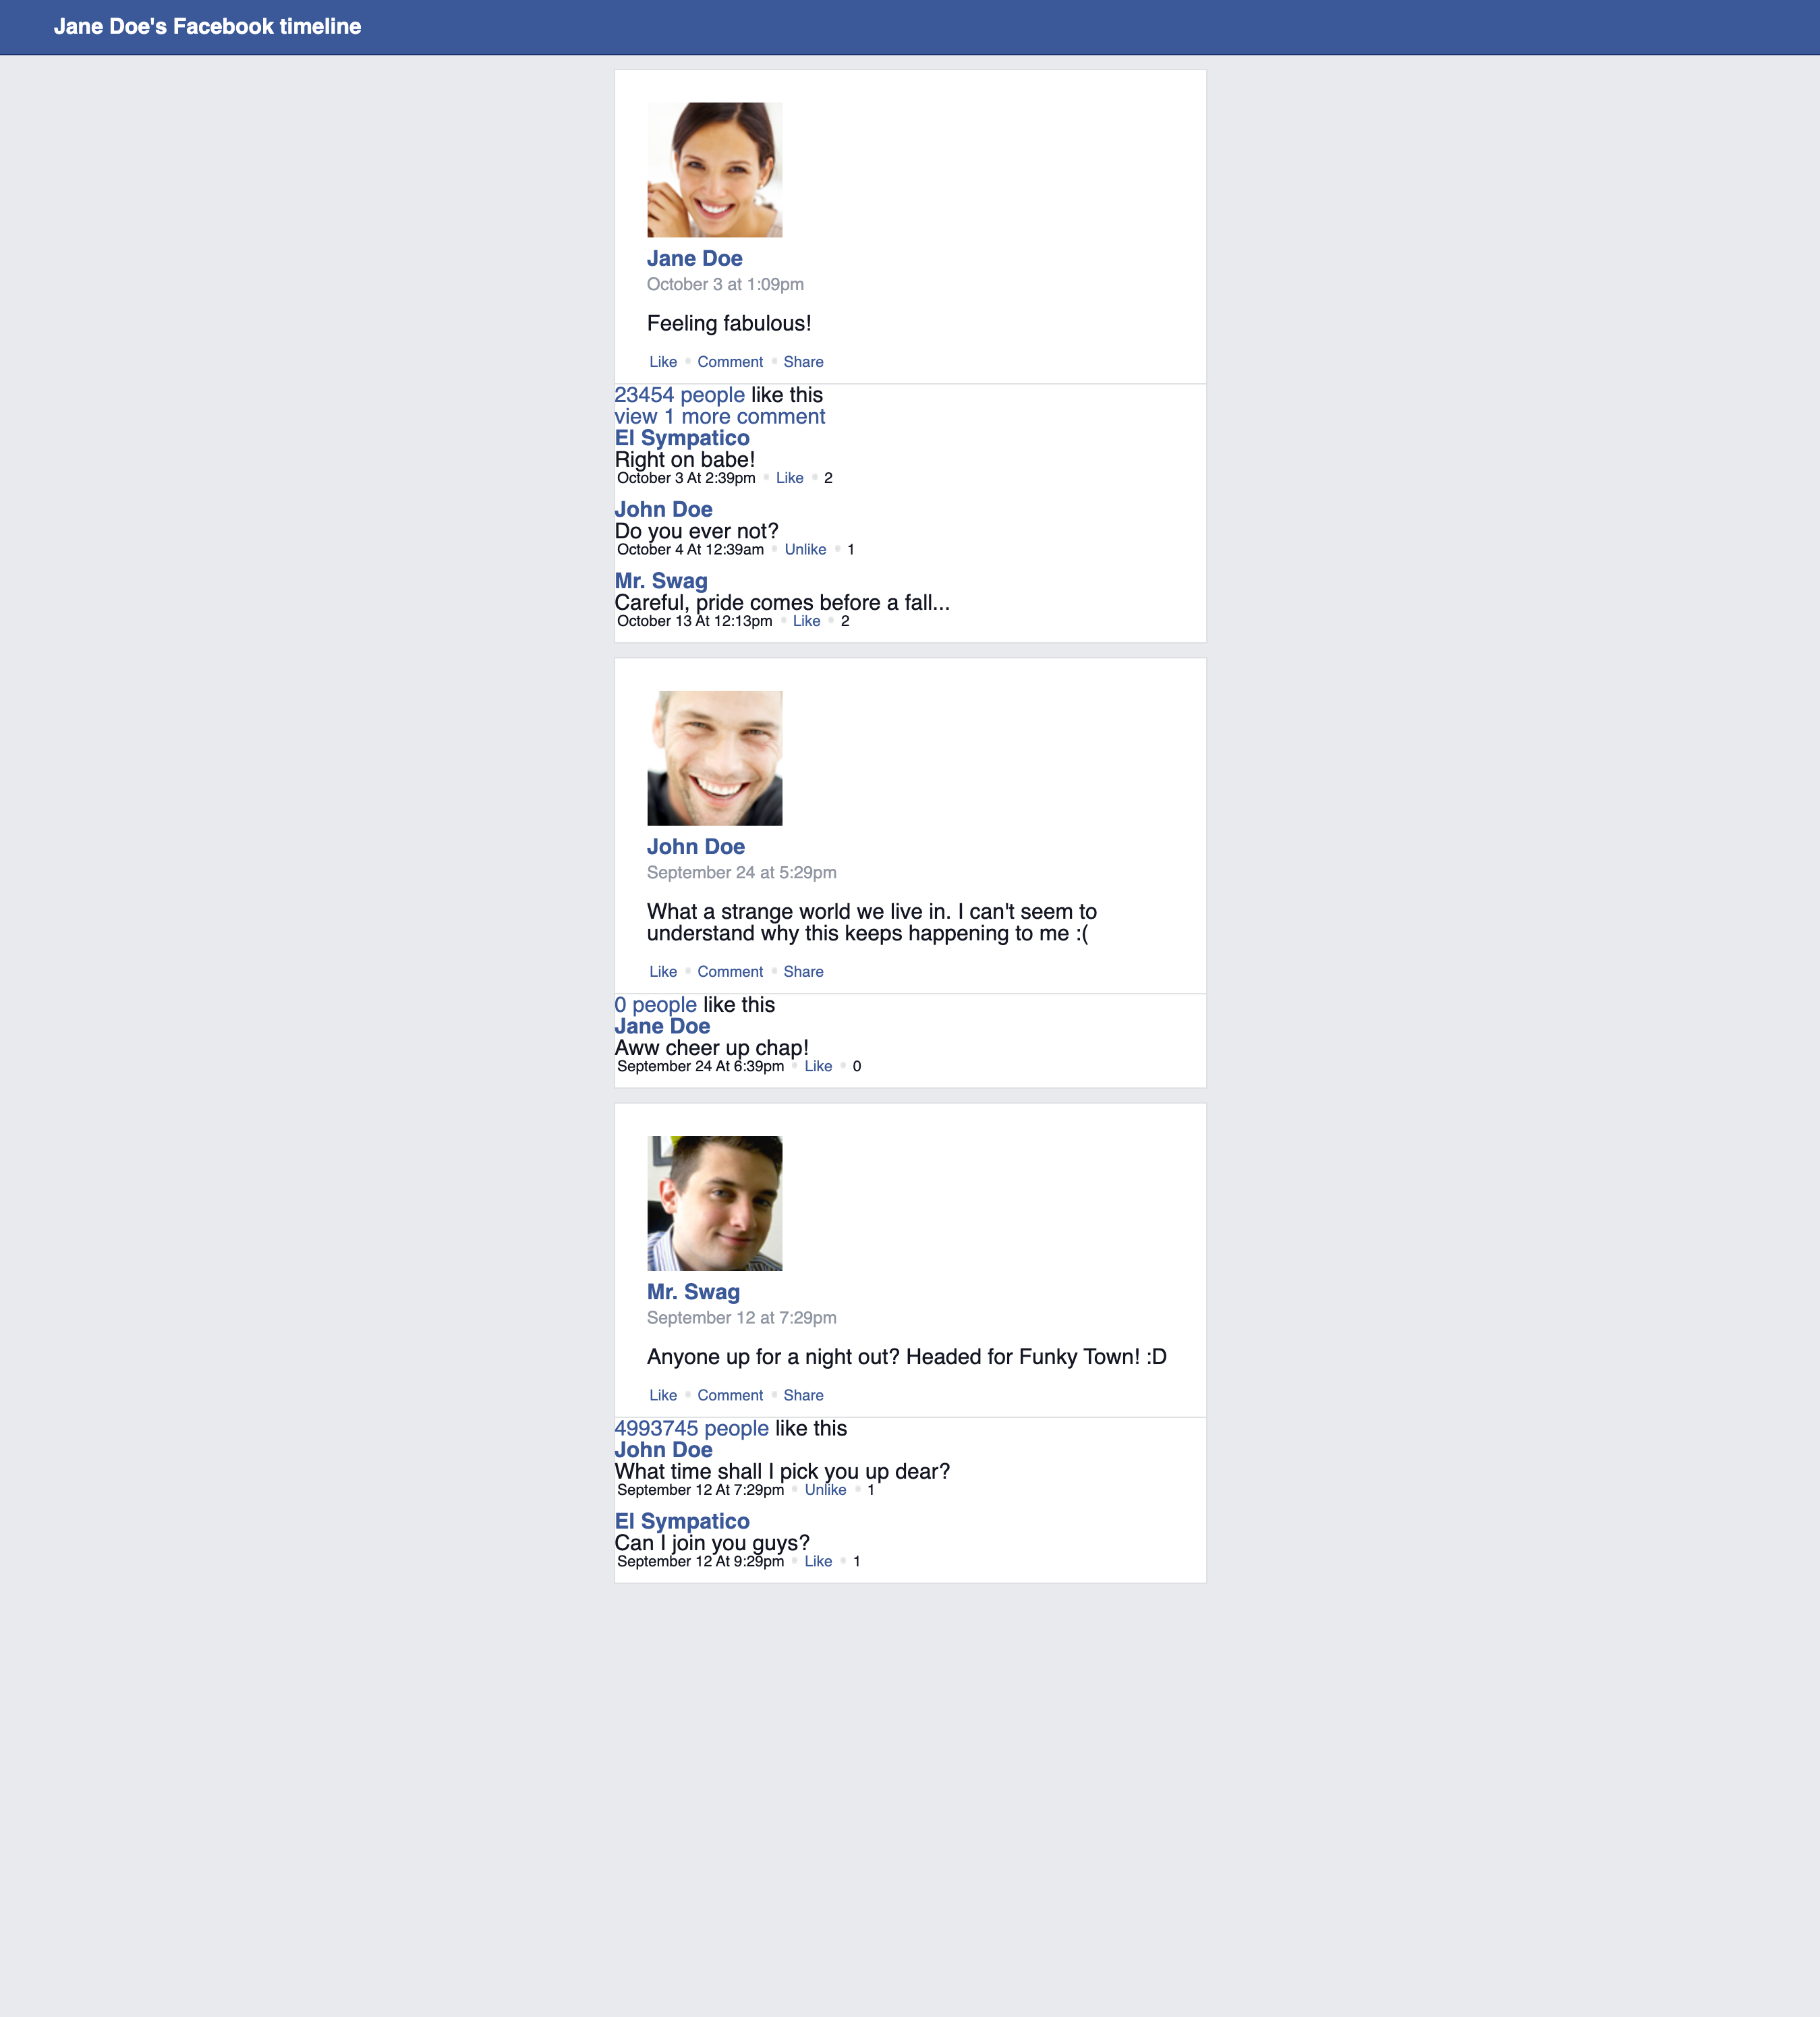 Jane Doe's Facebook timeline
Jane Doe
October 3 at 1:09pm
Feeling fabulous!
Like Comment Share
23454 people like this
view 1 more comment
El Sympatico
Right on babe!
October 3 At 2:39pm Like 2
John Doe
Do you ever not?
October 4 At 12:39am Unlike 1
Mr. Swag
Careful, pride comes before a fall...
October 13 At 12:13pm Like 2
John Doe
September 24 at 5:29pm
What a strange world we live in. I can't seem to
understand why this keeps happening to me :(
Like Comment Share
0 people like this
Jane Doe
Aww cheer up chap!
September 24 At 6:39pm Like 0
Mr. Swag
September 12 at 7:29pm
Anyone up for a night out? Headed for Funky Town! :D
Like Comment Share
4993745 people like this
John Doe
What time shall I pick you up dear?
September 12 At 7:29pm Unlike 1
El Sympatico
Can I join you guys?
September 12 At 9:29pm Like 1